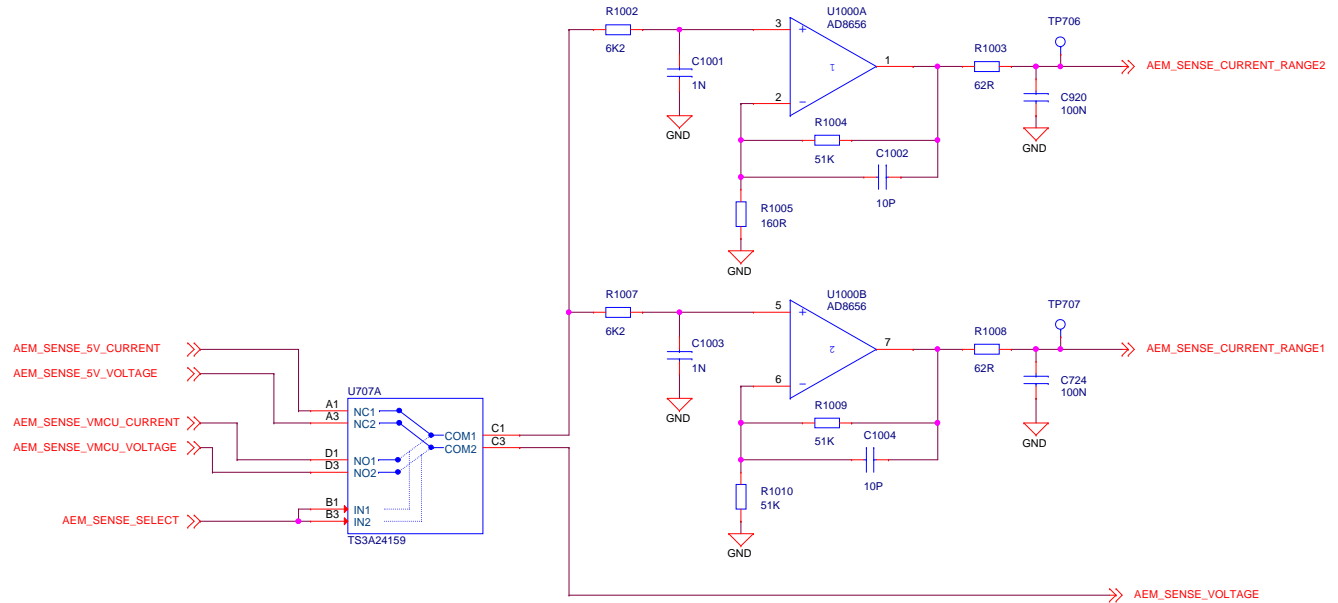 R1002
6K2
C1001
1N
GND
3
2
U1000A
AD8656
+
1
−
1
R1003
62R
TP706
AEM_SENSE_CURRENT_RANGE2
C920
100N
GND
R1004
51K
C1002
10P
R1005
160R
GND
R1007
6K2
C1003
1N
GND
5
6
U1000B
AD8656
+
2
−
7
R1008
62R
TP707
AEM_SENSE_CURRENT_RANGE1
C724
100N
GND
R1009
51K
C1004
10P
R1010
51K
GND
AEM_SENSE_5V_CURRENT
AEM_SENSE_5V_VOLTAGE
AEM_SENSE_VMCU_CURRENT
AEM_SENSE_VMCU_VOLTAGE
AEM_SENSE_SELECT
U707A
A1 NC1
A3 NC2
D1 NO1
D3 NO2
B1 IN1
B3 IN2
COM1 C1
COM2 C3
TS3A24159
AEM_SENSE_VOLTAGE